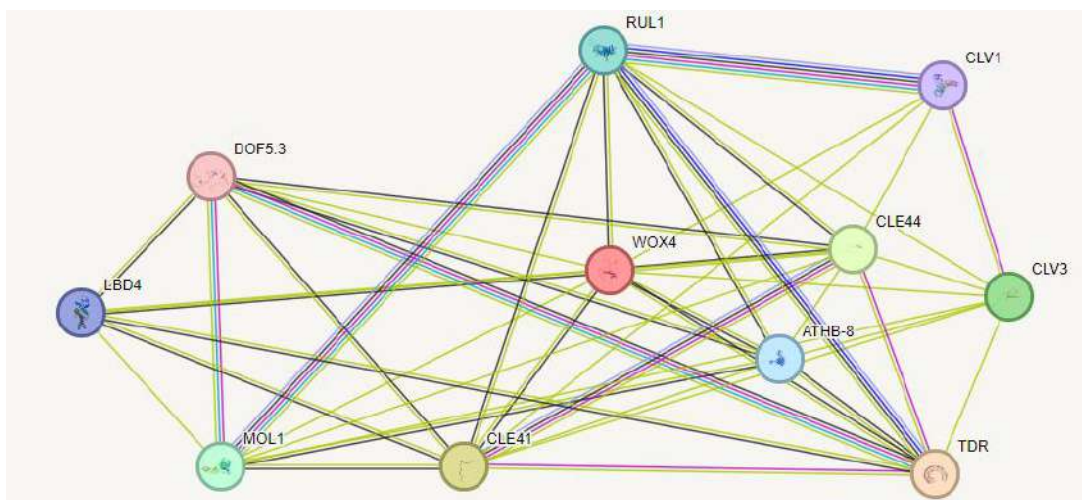 RUL1
CLV1
DOF5.3
CLE44
WOX4
CLV3
LBD4
ATHB-8
MOL1
CLE41
TDR